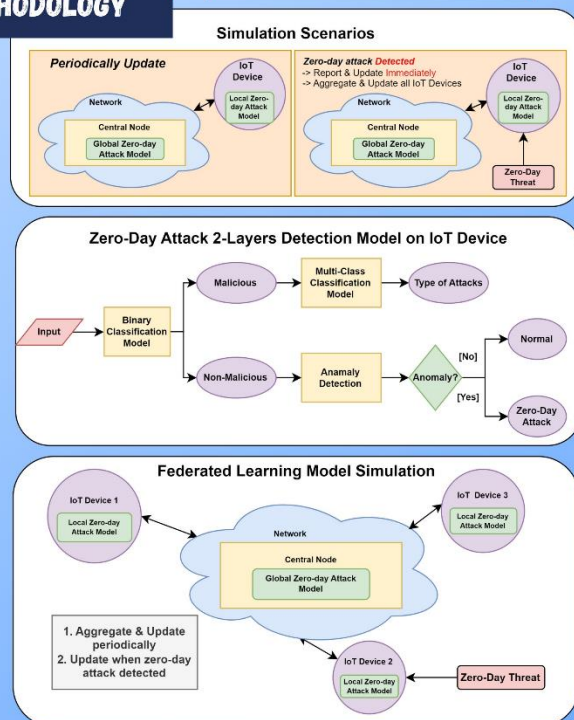 HODOLOGY
Simulation Scenarios
Periodically Update
Network
Central Node
Global Zero-day
Attack Model
IoT
Device
Local Zero-
day Attack
Model
Zero-day attack Detected
-> Report & Update Immediately
-> Aggregate & Update all IoT Devices
Network
Central Node
Global Zero-day
Attack Model
IoT
Device
Local Zero-
day Attack
Model
Zero-Day
Threat
Zero-Day Attack 2-Layers Detection Model on IoT Device
Input
Binary
Classification
Model
Malicious
Multi-Class
Classification
Model
Type of Attacks
Non-Malicious
Anamaly
Detection
Anomaly?
[No]
[Yes]
Normal
Zero-Day
Attack
Federated Learning Model Simulation
IoT Device 1
Local Zero-day
Attack Model
Network
Central Node
Global Zero-day Attack
Model
IoT Device 3
Local Zero-day
Attack Model
1. Aggregate & Update
periodically
2. Update when zero-day
attack detected
IoT Device 2
Local Zero-day
Attack Model
Zero-Day Threat